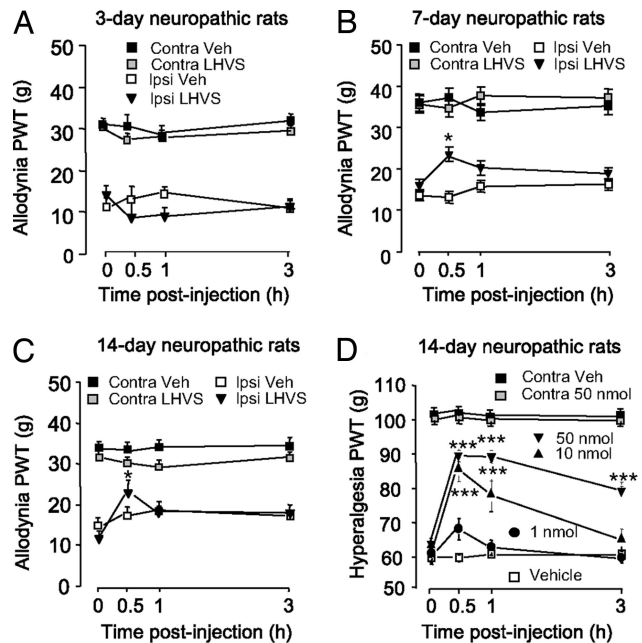 A
3-day neuropathic rats
Allodynia PWT (g)
50
40
30
20
10
0
Contra Veh
Contra LHVS
Ipsi Veh
Ipsi LHVS
0 0.5 1 3
Time post-injection (h)
B
7-day neuropathic rats
Allodynia PWT (g)
50
40
30
20
10
0
Contra Veh Ipsi Veh
Contra LHVS Ipsi LHVS
*
0 0.5 1 3
Time post-injection (h)
C
14-day neuropathic rats
Allodynia PWT (g)
50
40
30
20
10
0
Contra Veh Ipsi Veh
Contra LHVS Ipsi LHVS
*
0 0.5 1 3
Time post-injection (h)
D
14-day neuropathic rats
Hyperalgesia PWT (g)
110
100
90
80
70
60
50
Contra Veh
Contra 50 nmol
50 nmol
10 nmol
*** ***
***
*** ***
1 nmol
Vehicle
0 0.5 1 3
Time post-injection (h)